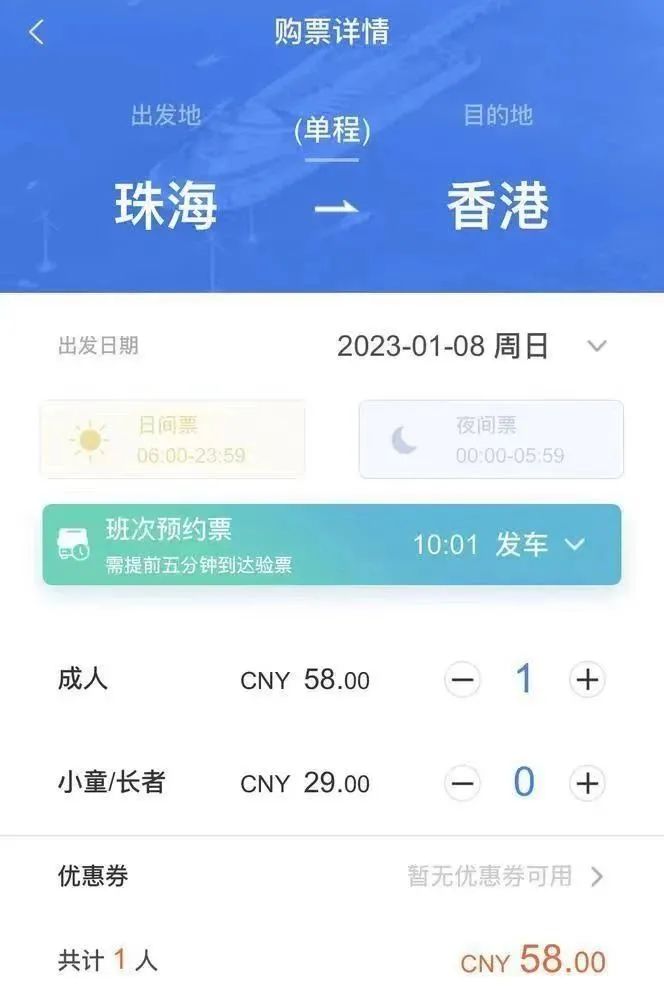 购票详情
出发地 (单程) 目的地
珠海 香港
出发日期 2023-01-08 周日
日间票 夜间票
06:00-23:59 00:00-05:59
班次预约票 10:01 发车
需提前五分钟到达验票
成人 CNY 58.00 1
小童/长者 CNY 29.00 0
优惠券 暂无优惠券可用
共计 1 人 CNY 58.00